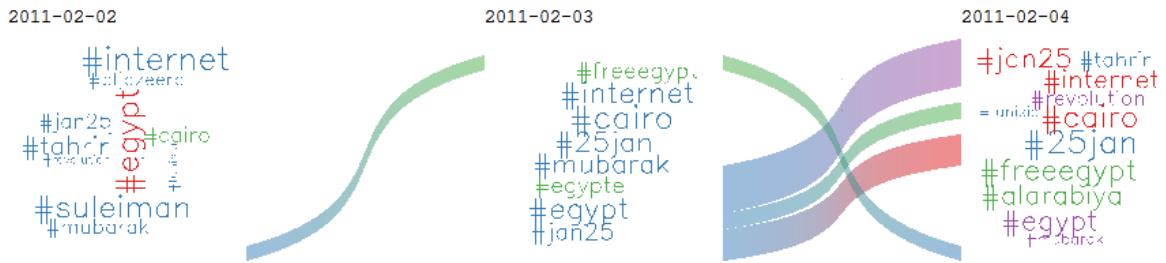 2011-02-02
2011-02-03
2011-02-04
#internet
#aljazeera
#jan25
#egypt
#cairo
#tahrir
#suleiman
#mubarak
#freeegypt
#internet
#cairo
#25jan
#mubarak
#egypte
#egypt
#jan25
#jan25
#tahrir
#internet
#revolution
#cairo
#25jan
#freeegypt
#alarabiya
#egypt
#mubarak